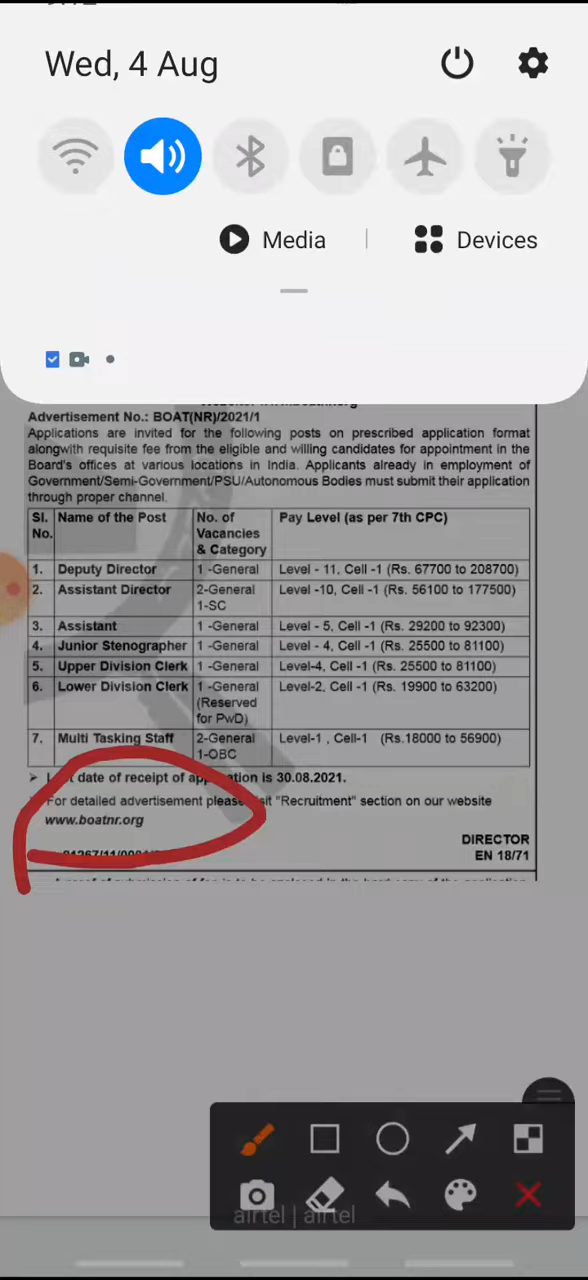 Wed, 4 Aug
Media | Devices
Advertisement No.: BOAT(NR)/2021/1
Applications are invited for the following posts on prescribed application format
alongwith requisite fee from the eligible and willing candidates for appointment in the
Board's offices at various locations in India. Applicants already in employment of
Government/Semi-Government/PSU/Autonomous Bodies must submit their application
through proper channel.
Sl. No. Name of the Post No. of Vacancies & Category Pay Level (as per 7th CPC)
1. Deputy Director 1 -General Level - 11, Cell -1 (Rs. 67700 to 208700)
2. Assistant Director 2-General 1-SC Level -10, Cell -1 (Rs. 56100 to 177500)
3. Assistant 1 -General Level - 5, Cell -1 (Rs. 29200 to 92300)
4. Junior Stenographer 1 -General Level - 4, Cell -1 (Rs. 25500 to 81100)
5. Upper Division Clerk 1 -General Level-4, Cell -1 (Rs. 25500 to 81100)
6. Lower Division Clerk 1 -General (Reserved for PwD) Level-2, Cell -1 (Rs. 19900 to 63200)
7. Multi Tasking Staff 2-General 1-OBC Level-1 , Cell-1 (Rs.18000 to 56900)
date of receipt of application is 30.08.2021.
For detailed advertisement please visit "Recruitment" section on our website
www.boatnr.org
DIRECTOR
EN 18/71
airtel | airtel